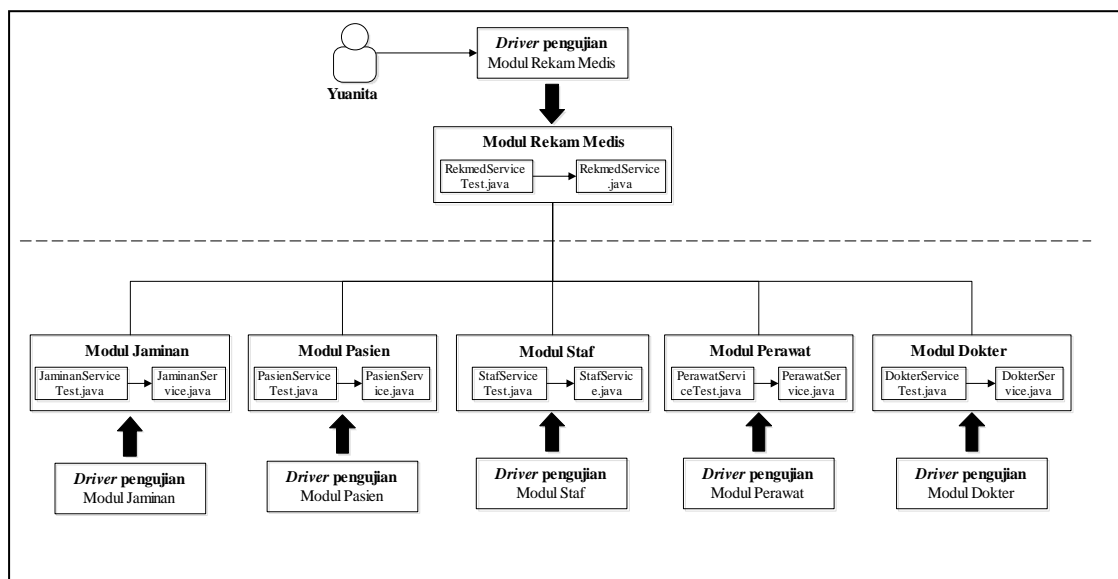 Driver pengujian
Modul Rekam Medis
Yuanita
Modul Rekam Medis
RekmedService
Test.java
RekmedService
.java
Modul Jaminan
JaminanService
Test.java
JaminanSer
vice.java
Modul Pasien
PasienService
Test.java
PasienServ
ice.java
Modul Staf
StafService
Test.java
StafServic
e.java
Modul Perawat
PerawatServi
ceTest.java
PerawatSer
vice.java
Modul Dokter
DokterService
Test.java
DokterSer
vice.java
Driver pengujian
Modul Jaminan
Driver pengujian
Modul Pasien
Driver pengujian
Modul Staf
Driver pengujian
Modul Perawat
Driver pengujian
Modul Dokter